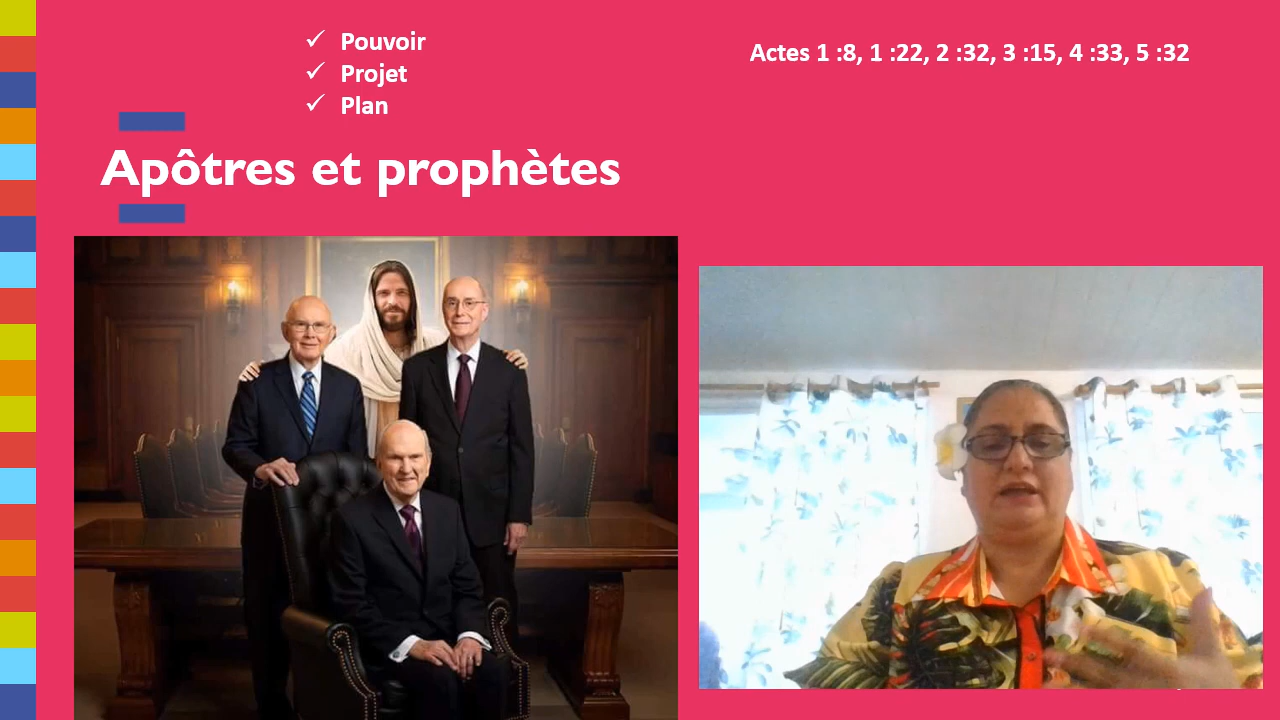 Pouvoir
Projet
Plan
Actes 1 :8, 1 :22, 2 :32, 3 :15, 4 :33, 5 :32
Apôtres et prophètes